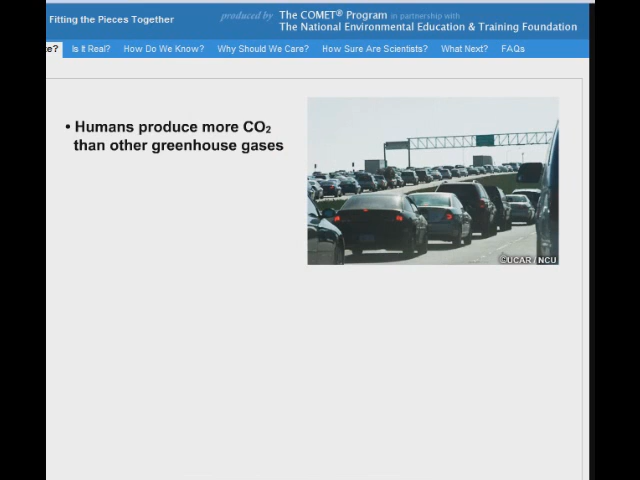 Fitting the Pieces Together
produced by The COMET® Program in partnership with
The National Environmental Education & Training Foundation
e? Is it Real? How Do We Know? Why Should We Care? How Sure Are Scientists? What Next? FAQs
• Humans produce more CO₂
than other greenhouse gases
©UCAR / NCU